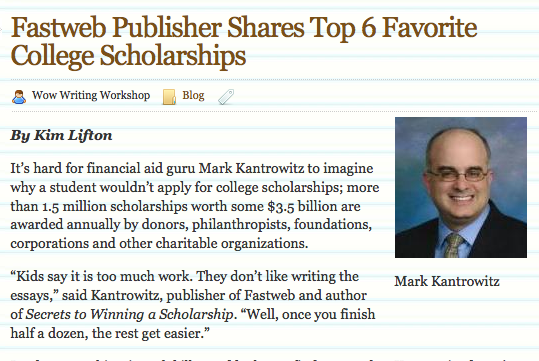 Fastweb Publisher Shares Top 6 Favorite
College Scholarships
Wow Writing Workshop Blog
By Kim Lifton
It's hard for financial aid guru Mark Kantrowitz to imagine
why a student wouldn't apply for college scholarships; more
than 1.5 million scholarships worth some $3.5 billion are
awarded annually by donors, philanthropists, foundations,
corporations and other charitable organizations.
Mark Kantrowitz
"Kids say it is too much work. They don't like writing the
essays," said Kantrowitz, publisher of Fastweb and author
of Secrets to Winning a Scholarship. "Well, once you finish
half a dozen, the rest get easier."